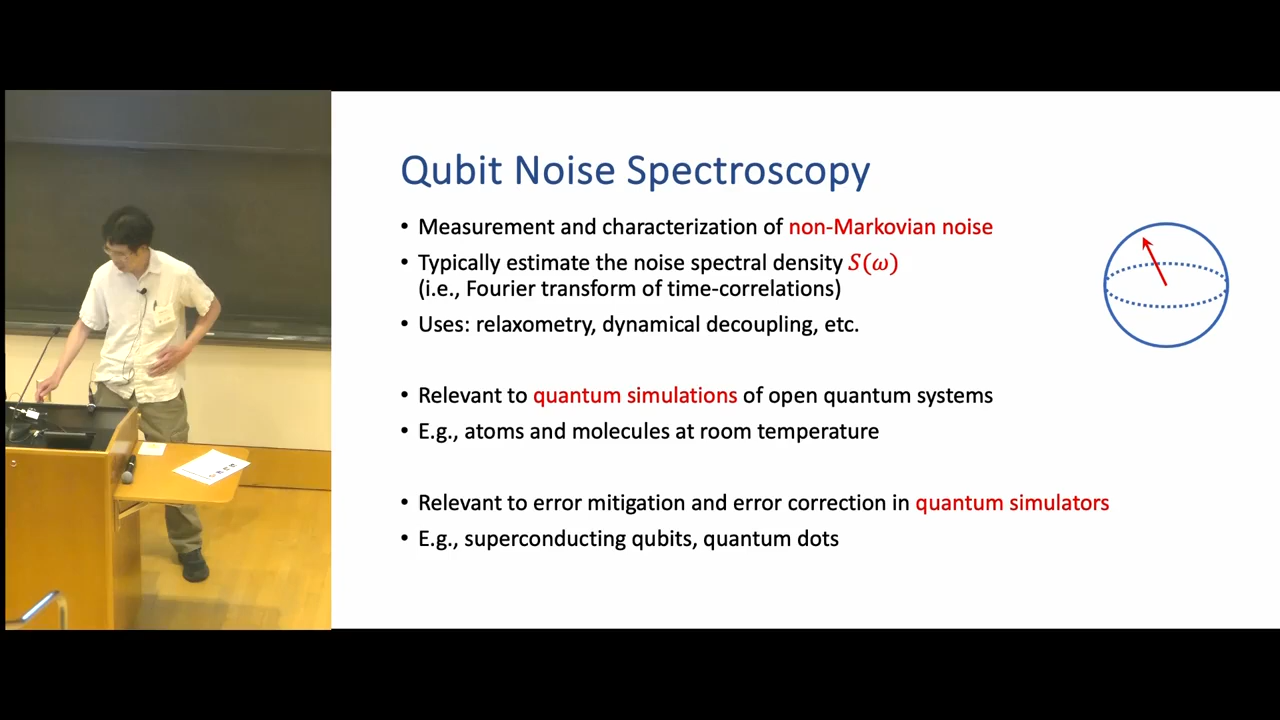 Qubit Noise Spectroscopy
• Measurement and characterization of non-Markovian noise
• Typically estimate the noise spectral density S(ω)
(i.e., Fourier transform of time-correlations)
• Uses: relaxometry, dynamical decoupling, etc.
• Relevant to quantum simulations of open quantum systems
• E.g., atoms and molecules at room temperature
• Relevant to error mitigation and error correction in quantum simulators
• E.g., superconducting qubits, quantum dots